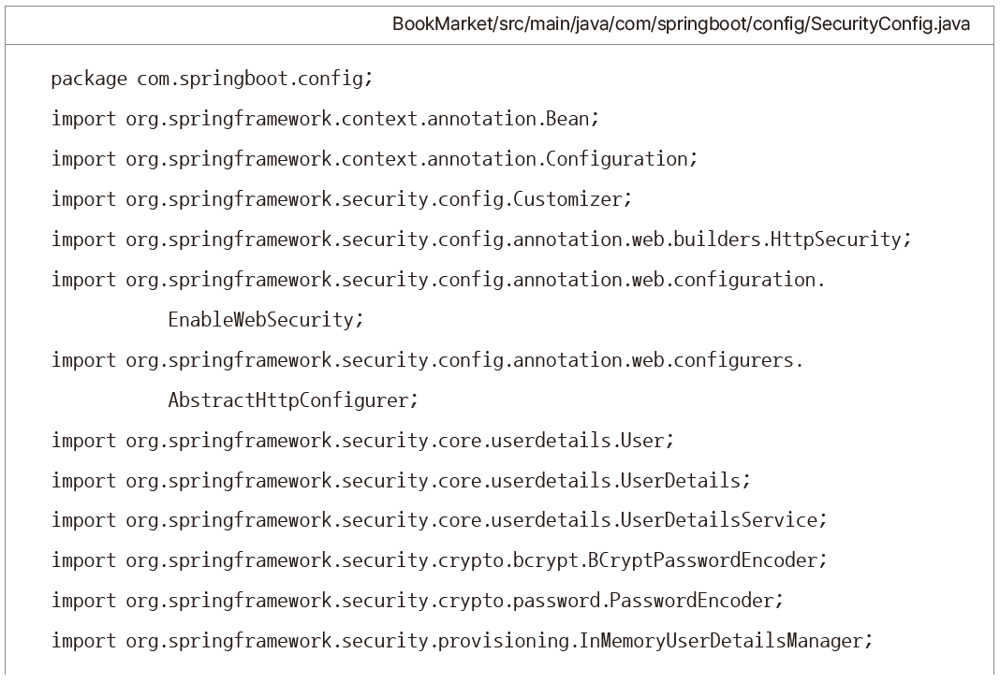 BookMarket/src/main/java/com/springboot/config/SecurityConfig.java
package com.springboot.config;
import org.springframework.context.annotation.Bean;
import org.springframework.context.annotation.Configuration;
import org.springframework.security.config.Customizer;
import org.springframework.security.config.annotation.web.builders.HttpSecurity;
import org.springframework.security.config.annotation.web.configuration.
EnableWebSecurity;
import org.springframework.security.config.annotation.web.configurers.
AbstractHttpConfigurer;
import org.springframework.security.core.userdetails.User;
import org.springframework.security.core.userdetails.UserDetails;
import org.springframework.security.core.userdetails.UserDetailsService;
import org.springframework.security.crypto.bcrypt.BCryptPasswordEncoder;
import org.springframework.security.crypto.password.PasswordEncoder;
import org.springframework.security.provisioning.InMemoryUserDetailsManager;